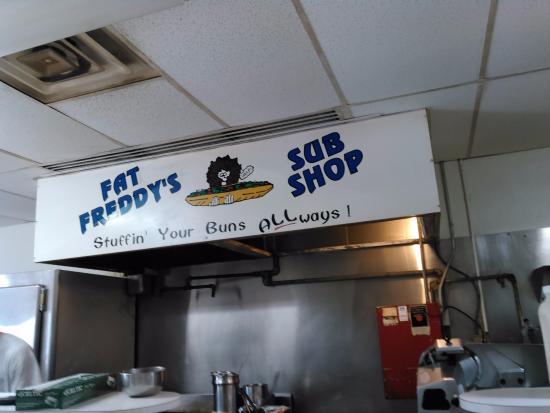 FAT
FREDDY'S
SUB
SHOP
Stuffin' Your Buns ALLways!